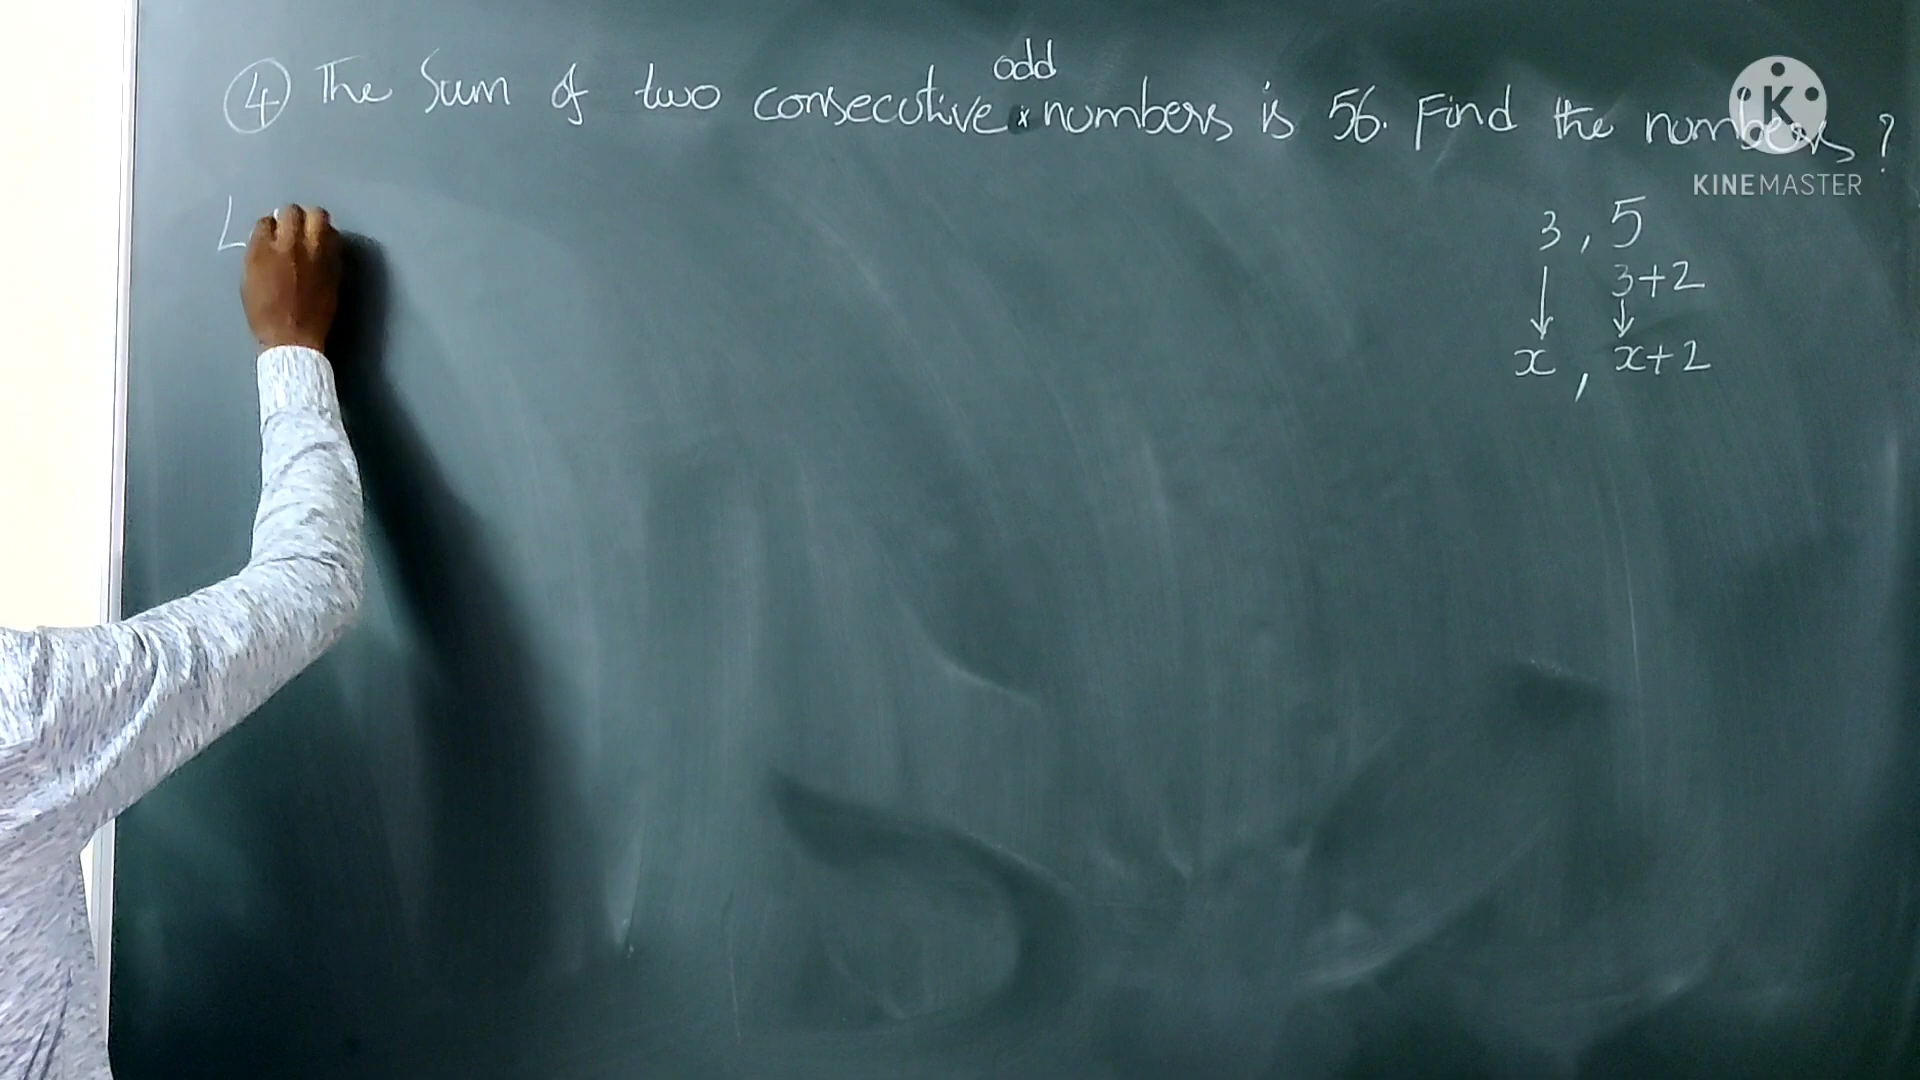 ④ The Sum of two consecutive odd numbers is 56. Find the numbers ?
K
KINEMASTER
L
3 , 5
3+2
x , x+2